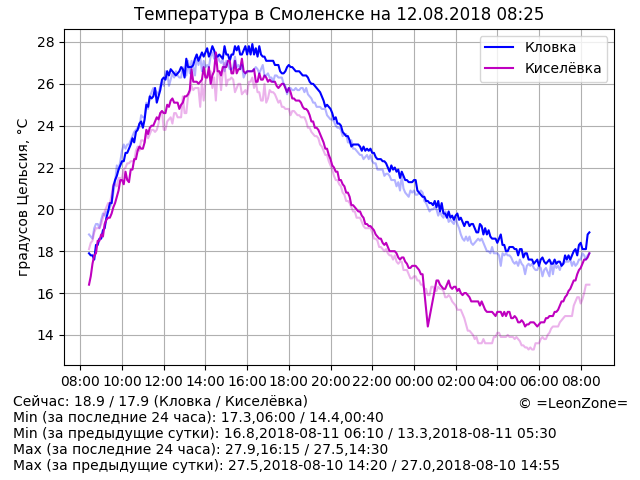 Температура в Смоленске на 12.08.2018 08:25
Кловка
Киселёвка
градусов Цельсия, °C
28
26
24
22
20
18
16
14
08:00 10:00 12:00 14:00 16:00 18:00 20:00 22:00 00:00 02:00 04:00 06:00 08:00
Сейчас: 18.9 / 17.9 (Кловка / Киселёвка)
© =LeonZone=
Min (за последние 24 часа): 17.3,06:00 / 14.4,00:40
Min (за предыдущие сутки): 16.8,2018-08-11 06:10 / 13.3,2018-08-11 05:30
Max (за последние 24 часа): 27.9,16:15 / 27.5,14:30
Max (за предыдущие сутки): 27.5,2018-08-10 14:20 / 27.0,2018-08-10 14:55